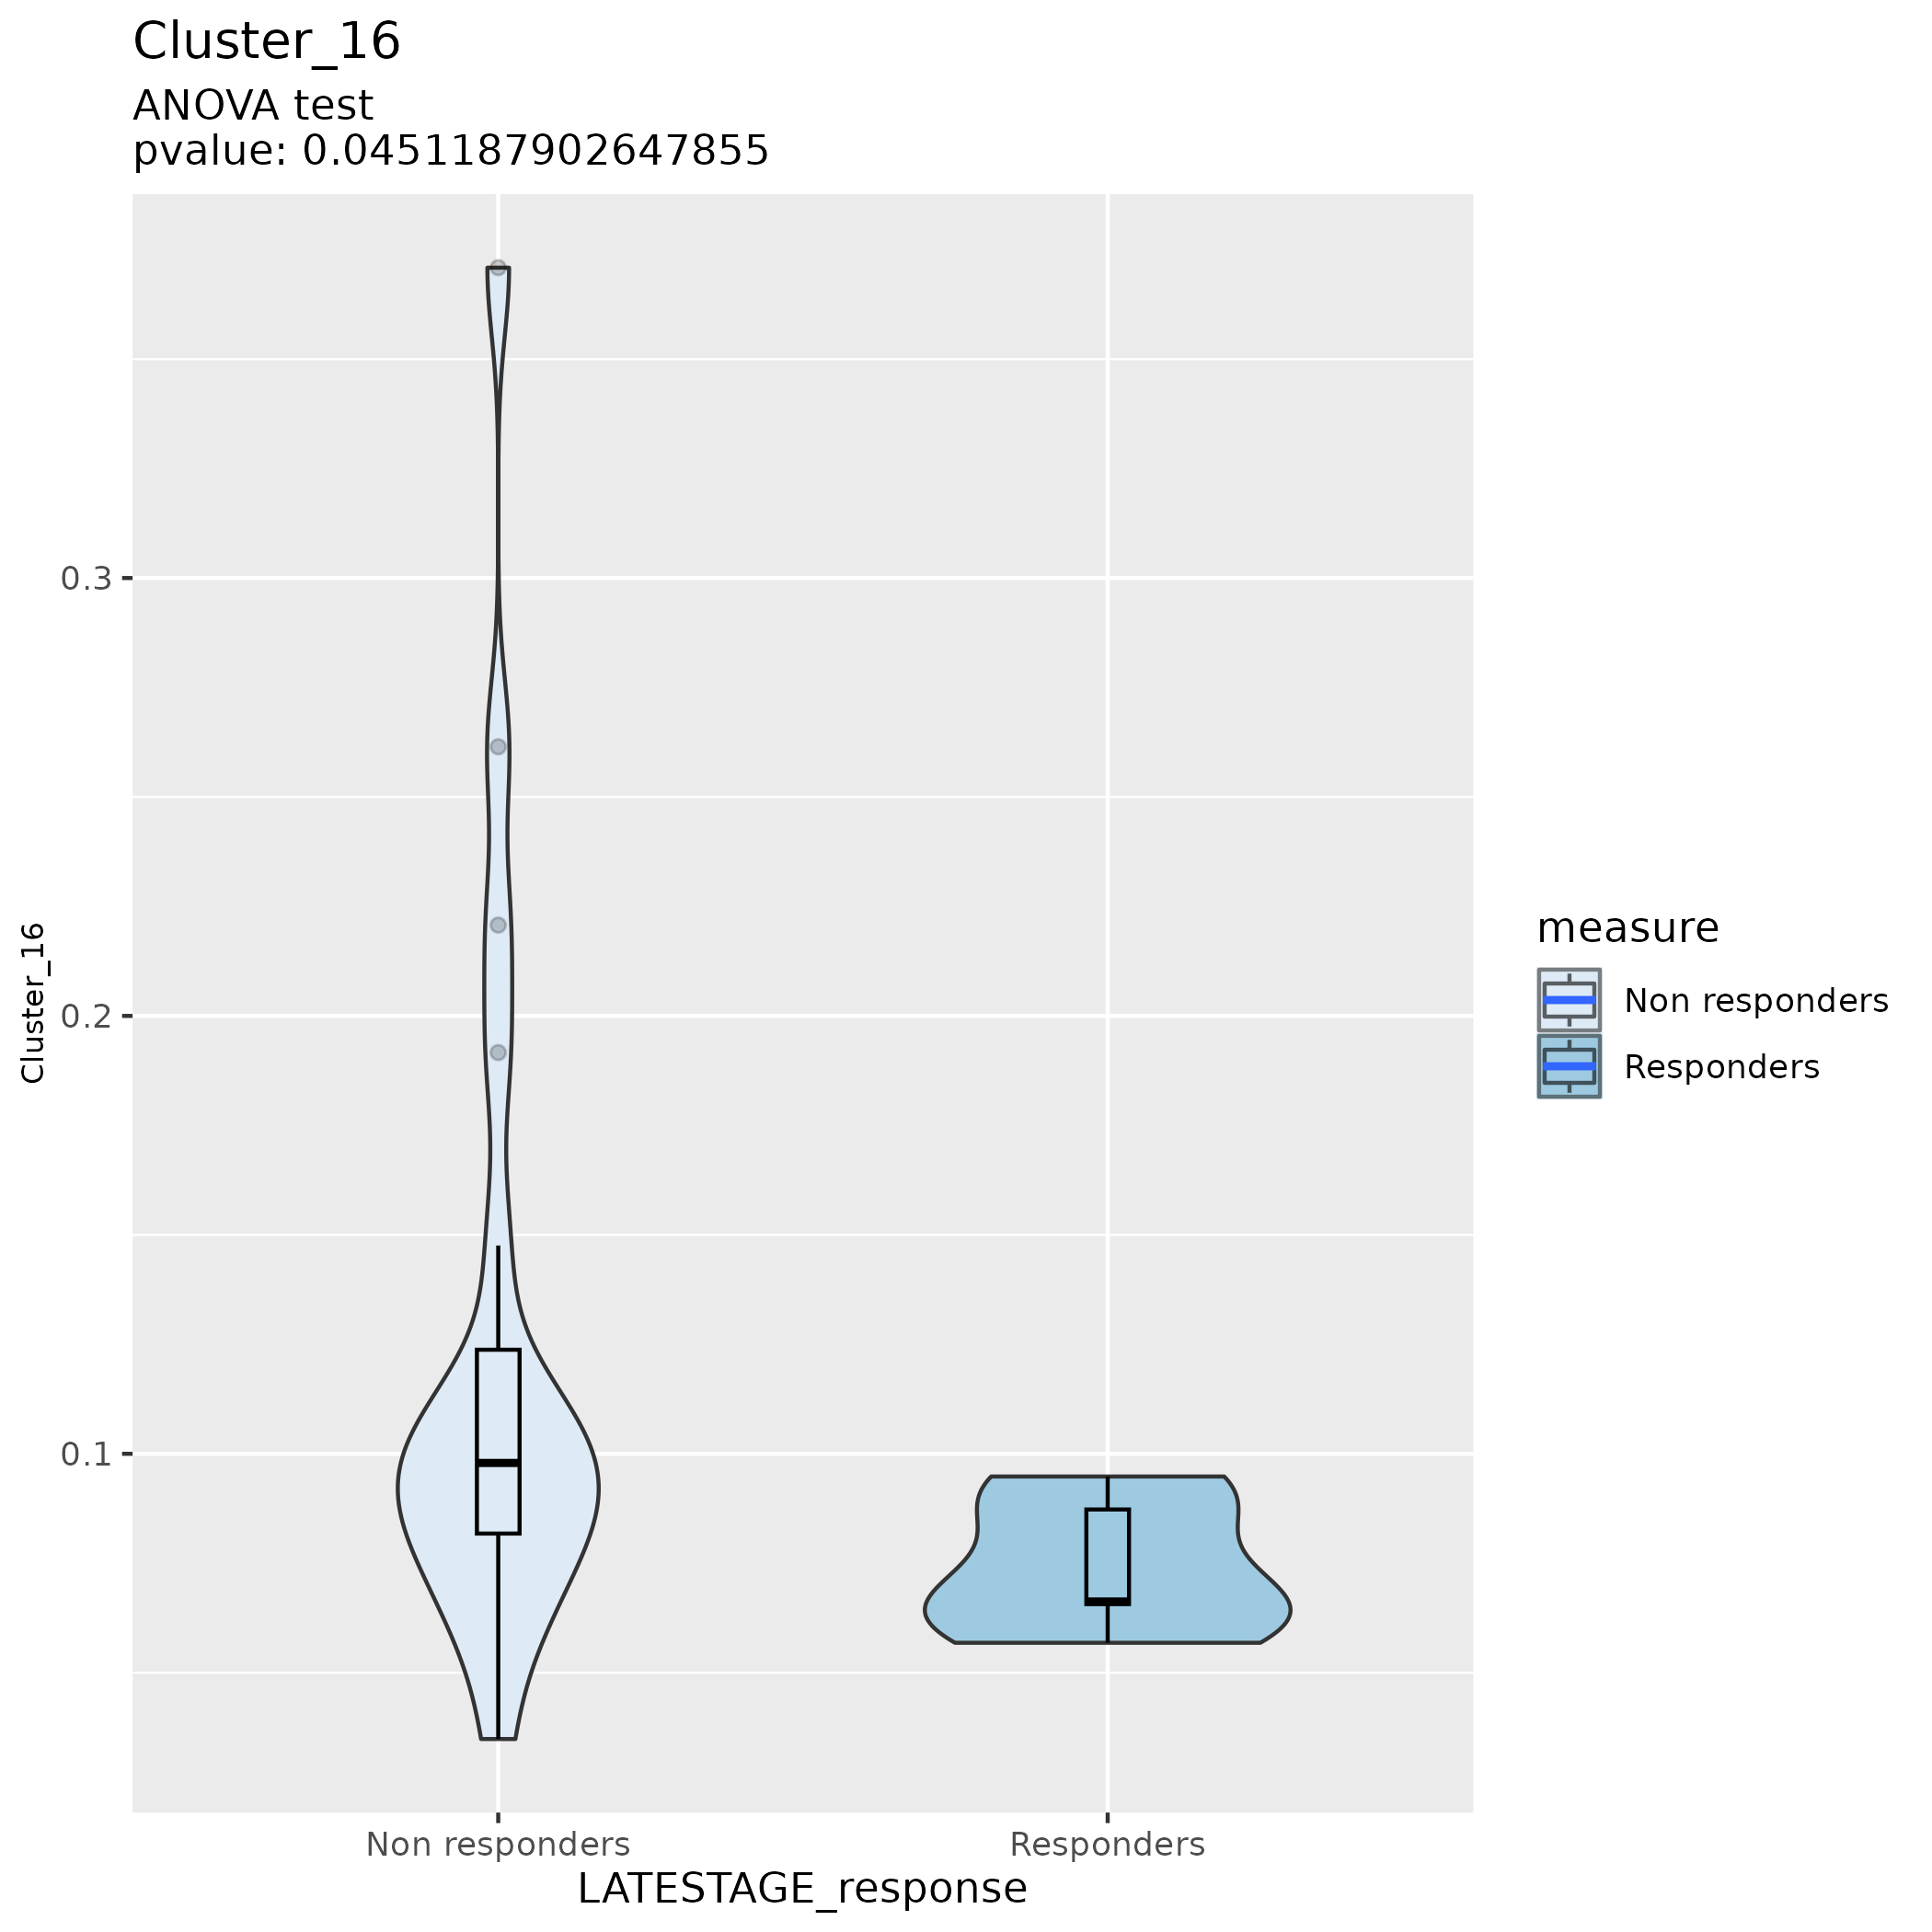 Cluster_16
ANOVA test
pvalue: 0.0451187902647855
Cluster_16
0.3
0.2
0.1
Non responders
Responders
LATESTAGE_response
measure
Non responders
Responders